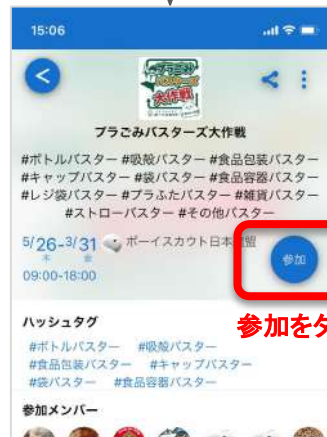 15:06
プラごみ
バスターズ
大作戦
プラごみバスターズ大作戦
#ボトルバスター #吸殻バスター #食品包装バスター
#キャップバスター #袋バスター #食品容器バスター
#レジ袋バスター #プラふたバスター #雑貨バスター
#ストローバスター #その他バスター
5/26-3/31 ボーイスカウト日本連盟
木 金
09:00-18:00
参加
ハッシュタグ
参加をタ
#ボトルバスター #吸殻バスター
#食品包装バスター #キャップバスター
#袋バスター #食品容器バスター
参加メンバー